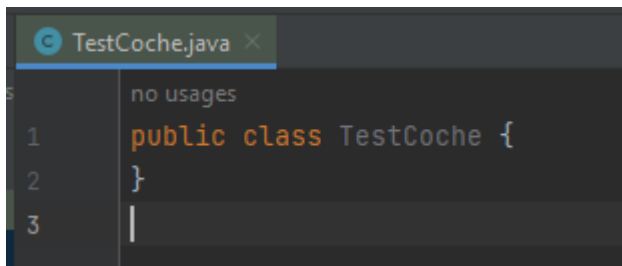 C TestCoche.java ×
s
no usages
1 public class TestCoche {
2 }
3